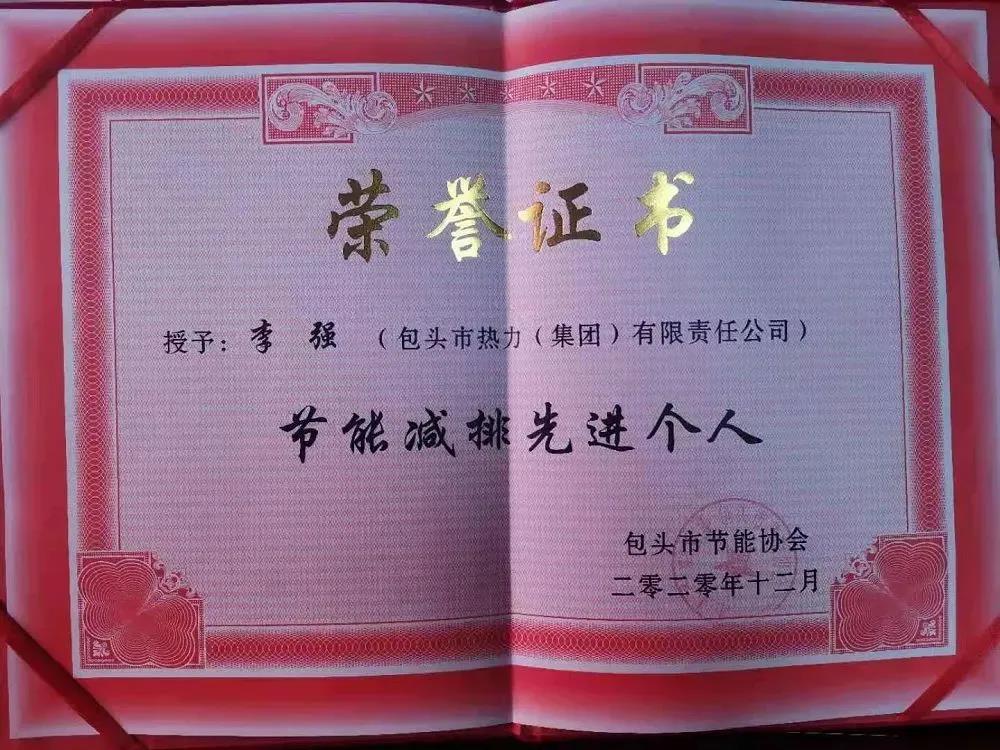 荣誉证书
授予：李 强 （包头市热力（集团）有限责任公司）
节能减排先进个人
包头市节能协会
二零二零年十二月